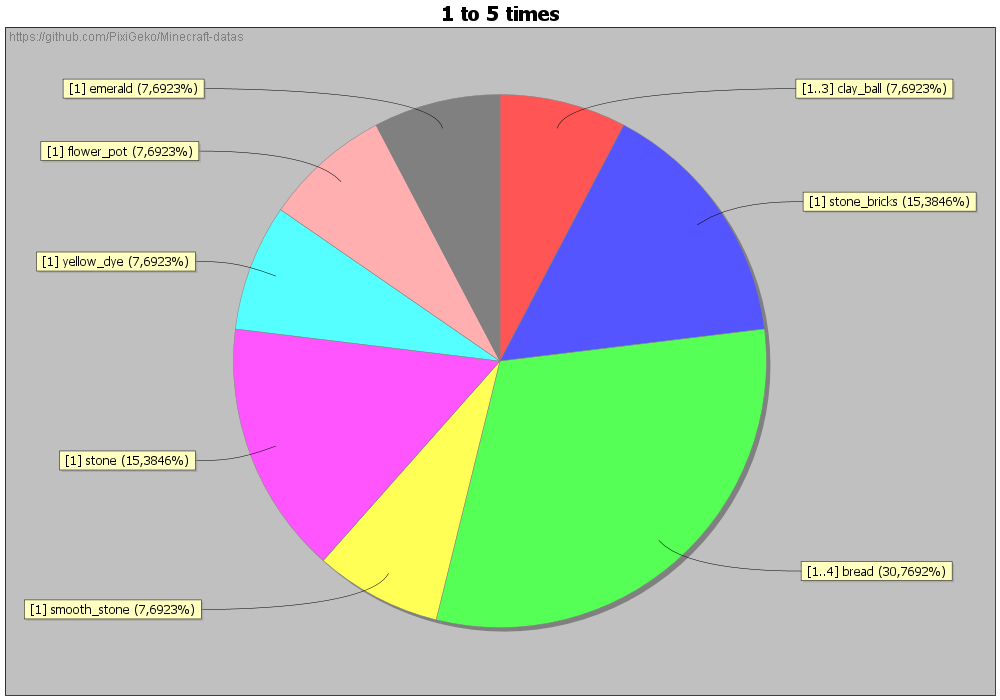 1 to 5 times
https://github.com/PixiGeko/Minecraft-datas
[1] emerald (7,6923%)
[1..3] clay_ball (7,6923%)
[1] flower_pot (7,6923%)
[1] stone_bricks (15,3846%)
[1] yellow_dye (7,6923%)
[1] stone (15,3846%)
[1..4] bread (30,7692%)
[1] smooth_stone (7,6923%)